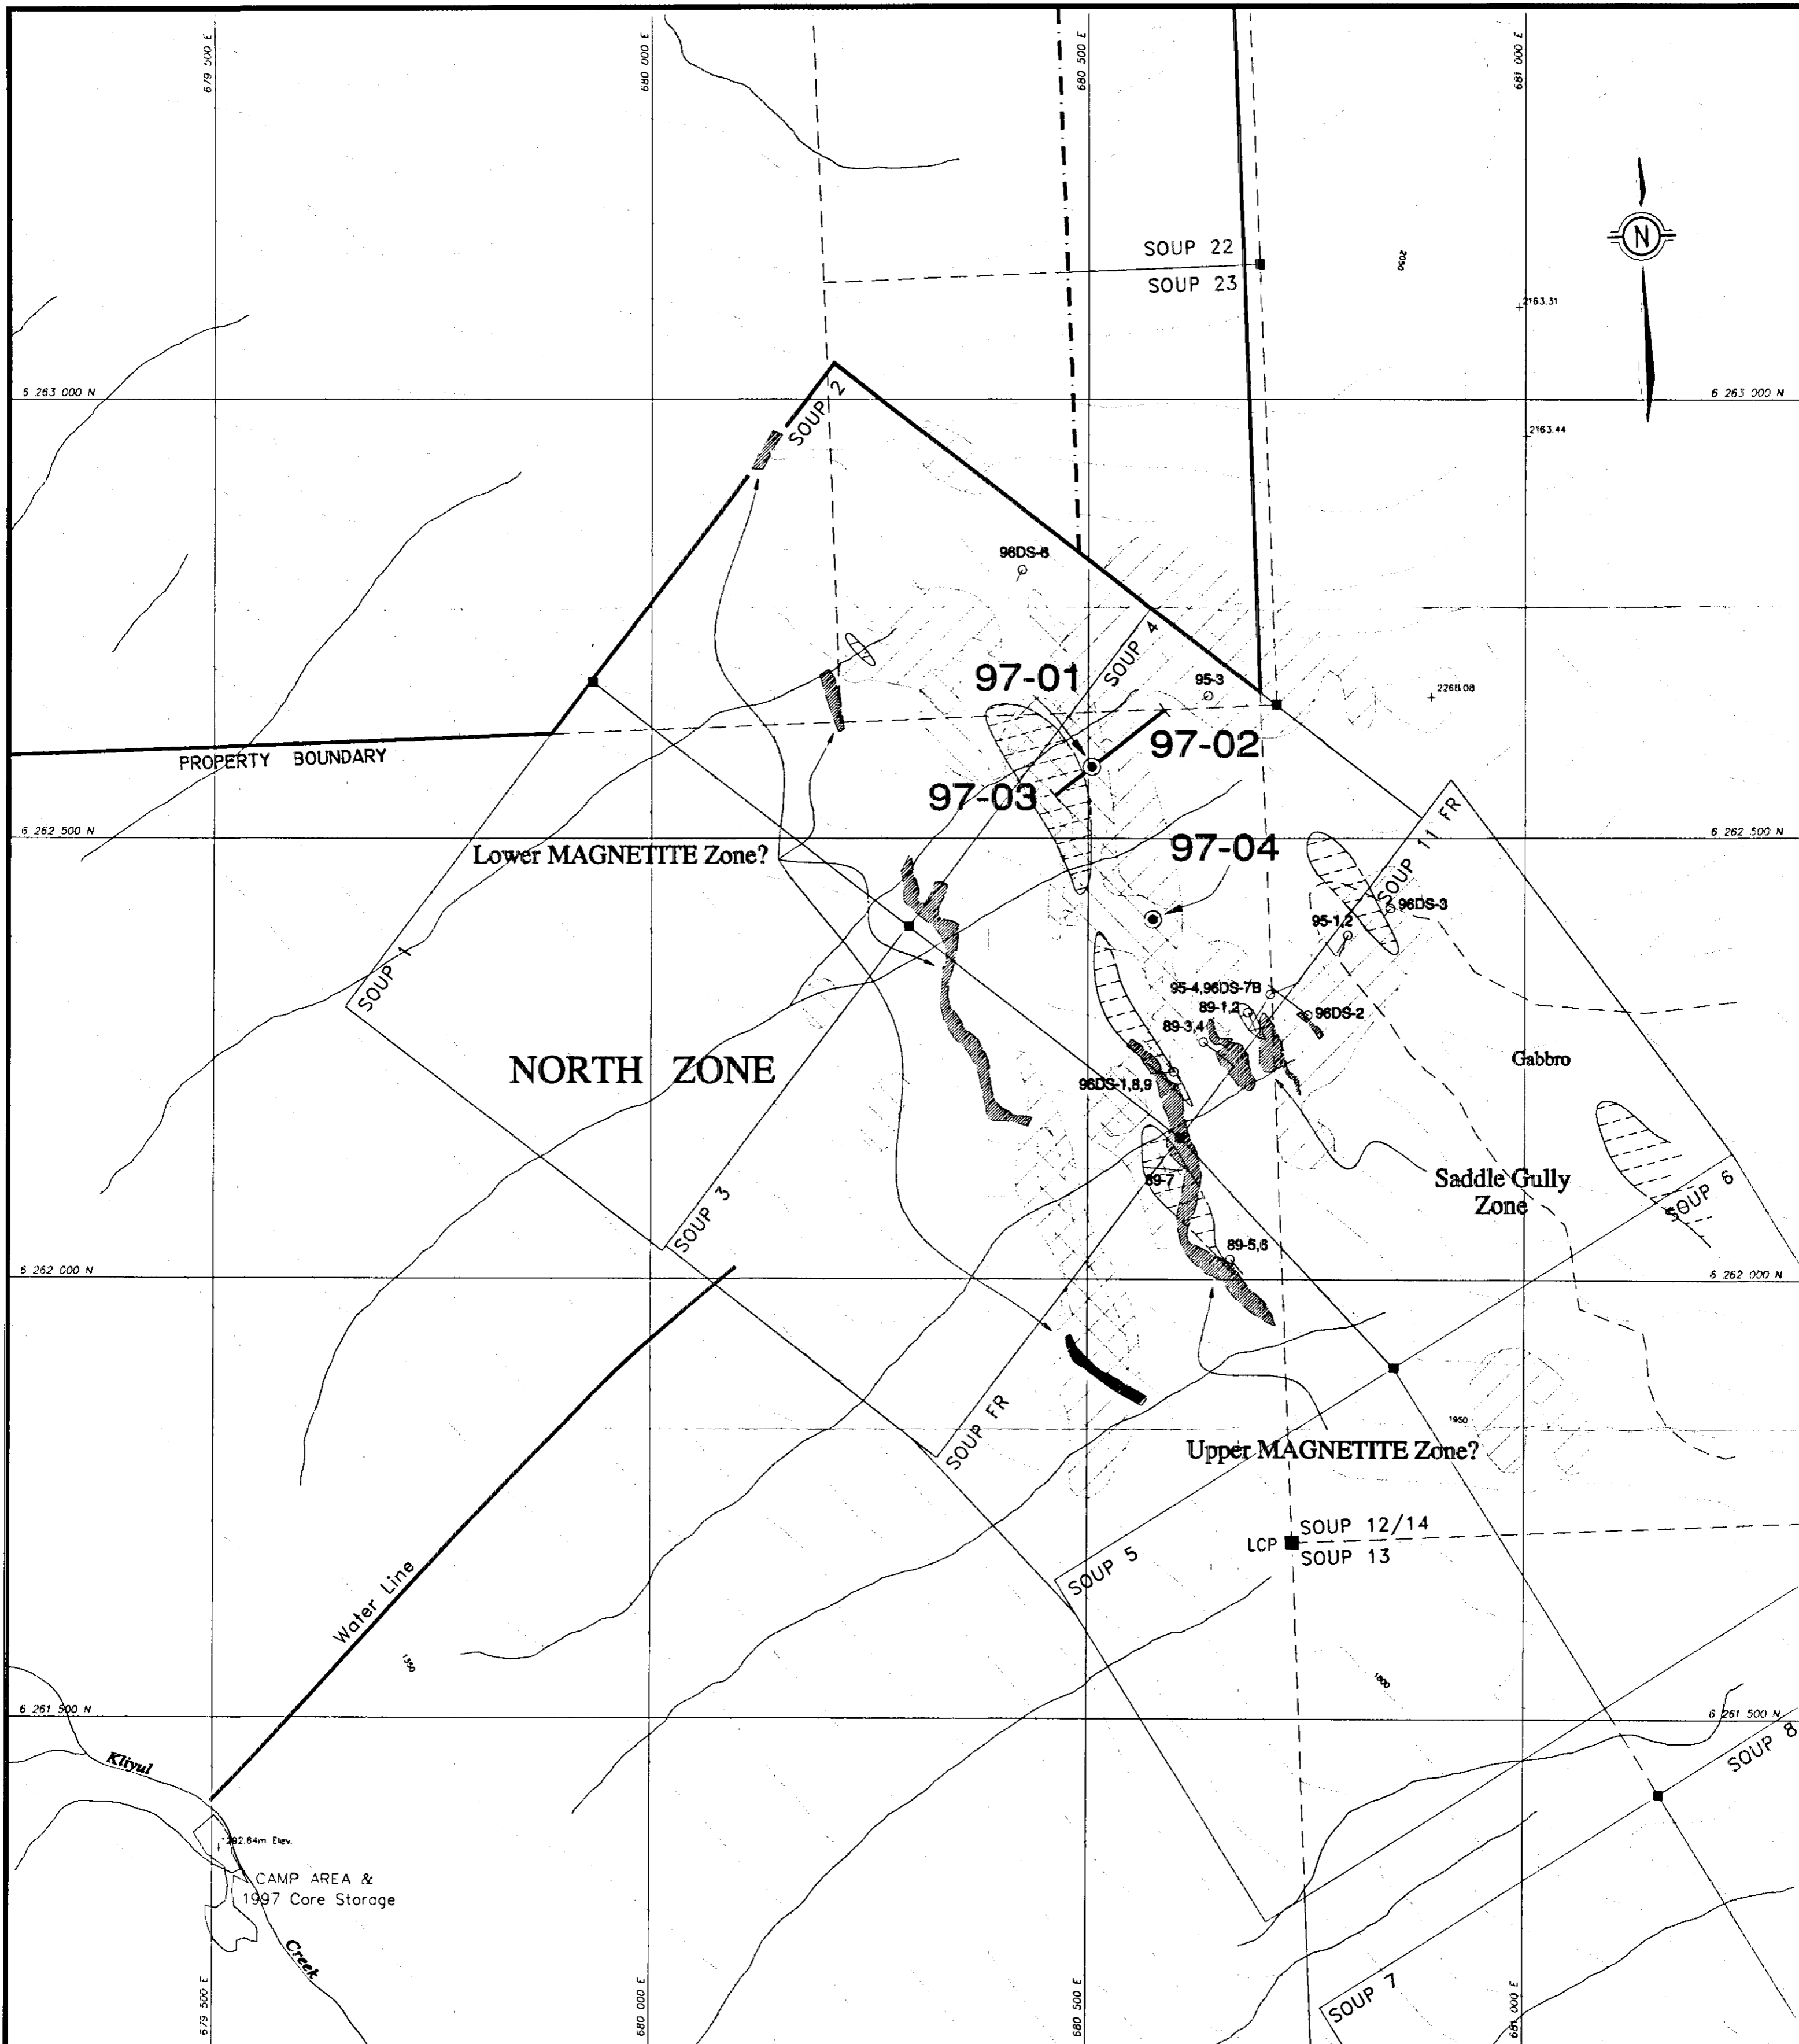 679 500 E
680 000 E
680 500 E
681 000 E
N
SOUP 22
SOUP 23
2050
2163.31
6 263 000 N
6 263 000 N
SOUP 2
2163.44
96DS-6
SOUP 4
97-01
95-3
2268.08
97-02
PROPERTY BOUNDARY
97-03
6 262 500 N
6 262 500 N
97-04
Lower MAGNETITE Zone?
SOUP 11 FR
96DS-3
95-1,2
SOUP 1
95-4,96DS-7B
89-1,2
96DS-2
89-3,4
NORTH ZONE
Gabbro
96DS-1,8,9
89-7
Saddle Gully
Zone
SOUP 6
SOUP 3
89-5,6
6 262 000 N
6 262 000 N
SOUP FR
1950
Upper MAGNETITE Zone?
SOUP 12/14
LCP
SOUP 13
SOUP 5
Water Line
1350
1800
6 261 500 N
6 261 500 N
SOUP 8
Kliyul
292.64m Elev.
CAMP AREA &
1997 Core Storage
Creek
SOUP 7
679 500 E
680 000 E
680 500 E
681 000 E